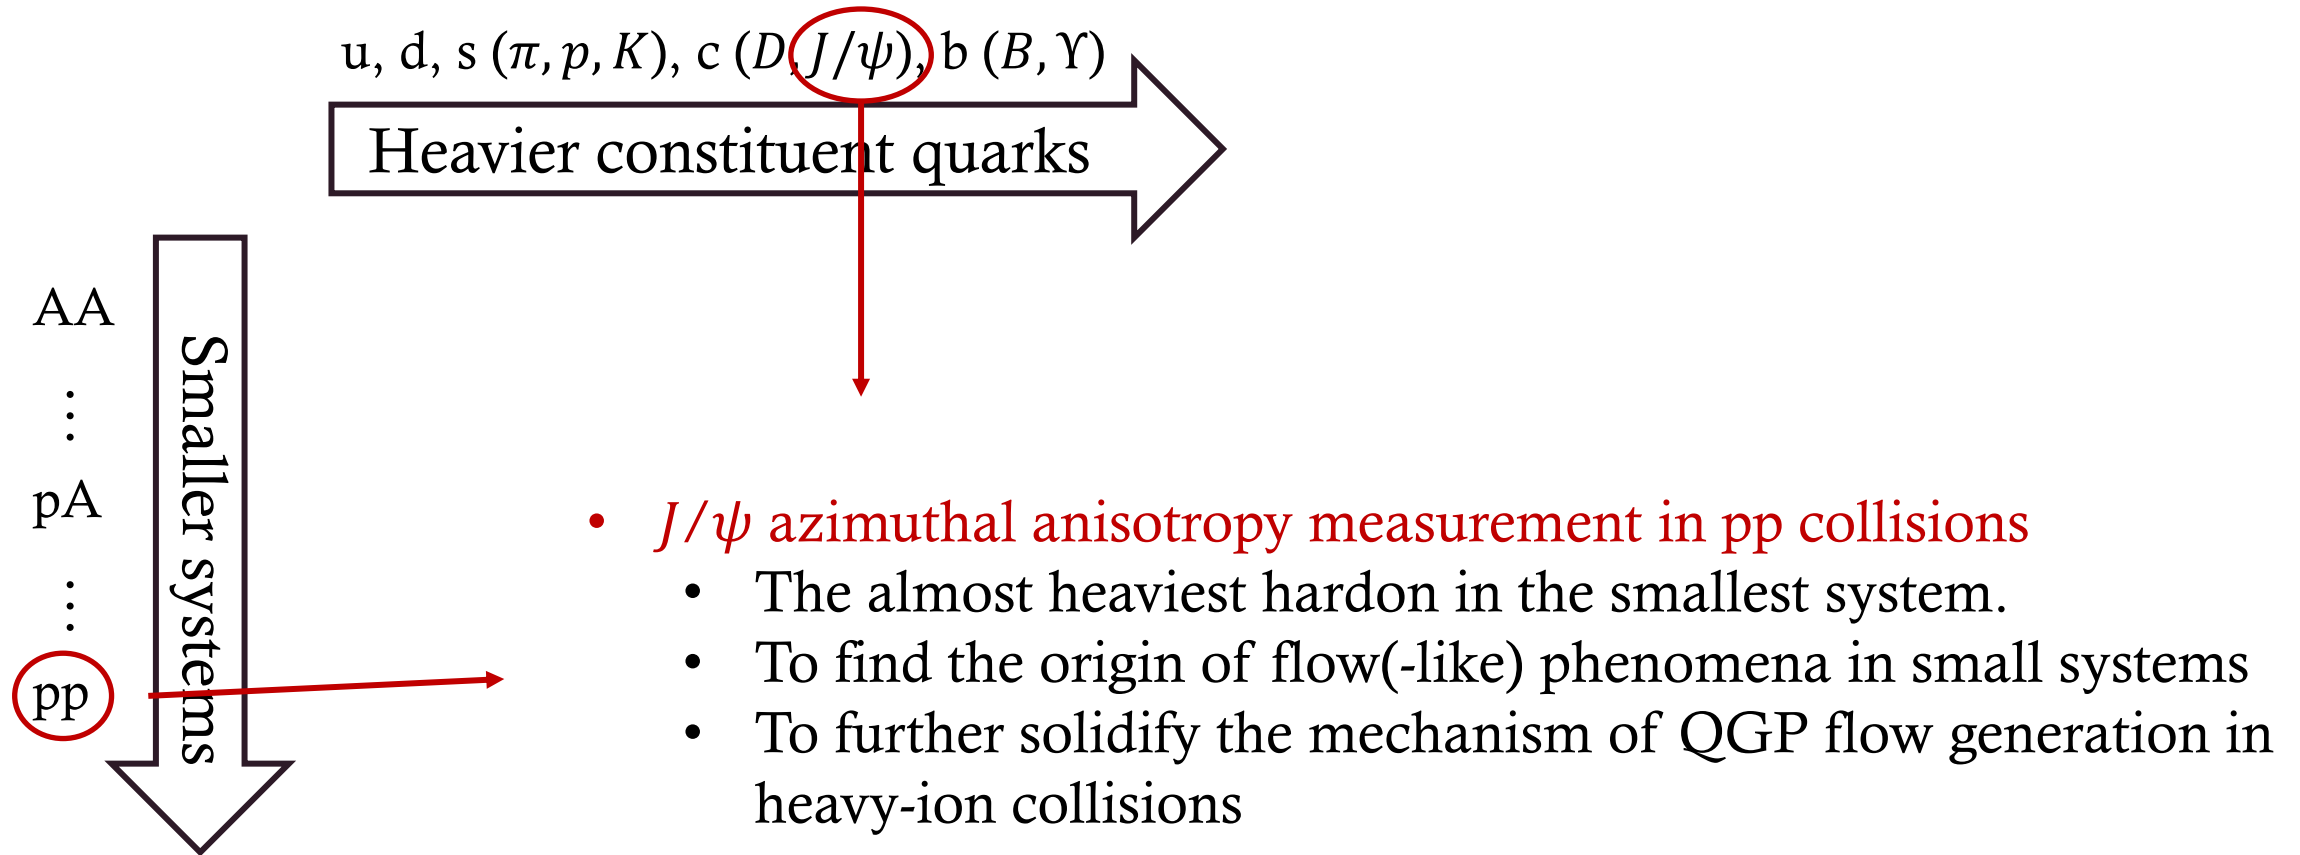 u, d, s (π, p, K), c (D, J/ψ), b (B, ϒ)
Heavier constituent quarks
AA
⋮
pA
⋮
pp
Smaller systems
• J/ψ azimuthal anisotropy measurement in pp collisions
• The almost heaviest hardon in the smallest system.
• To find the origin of flow(-like) phenomena in small systems
• To further solidify the mechanism of QGP flow generation in
heavy-ion collisions